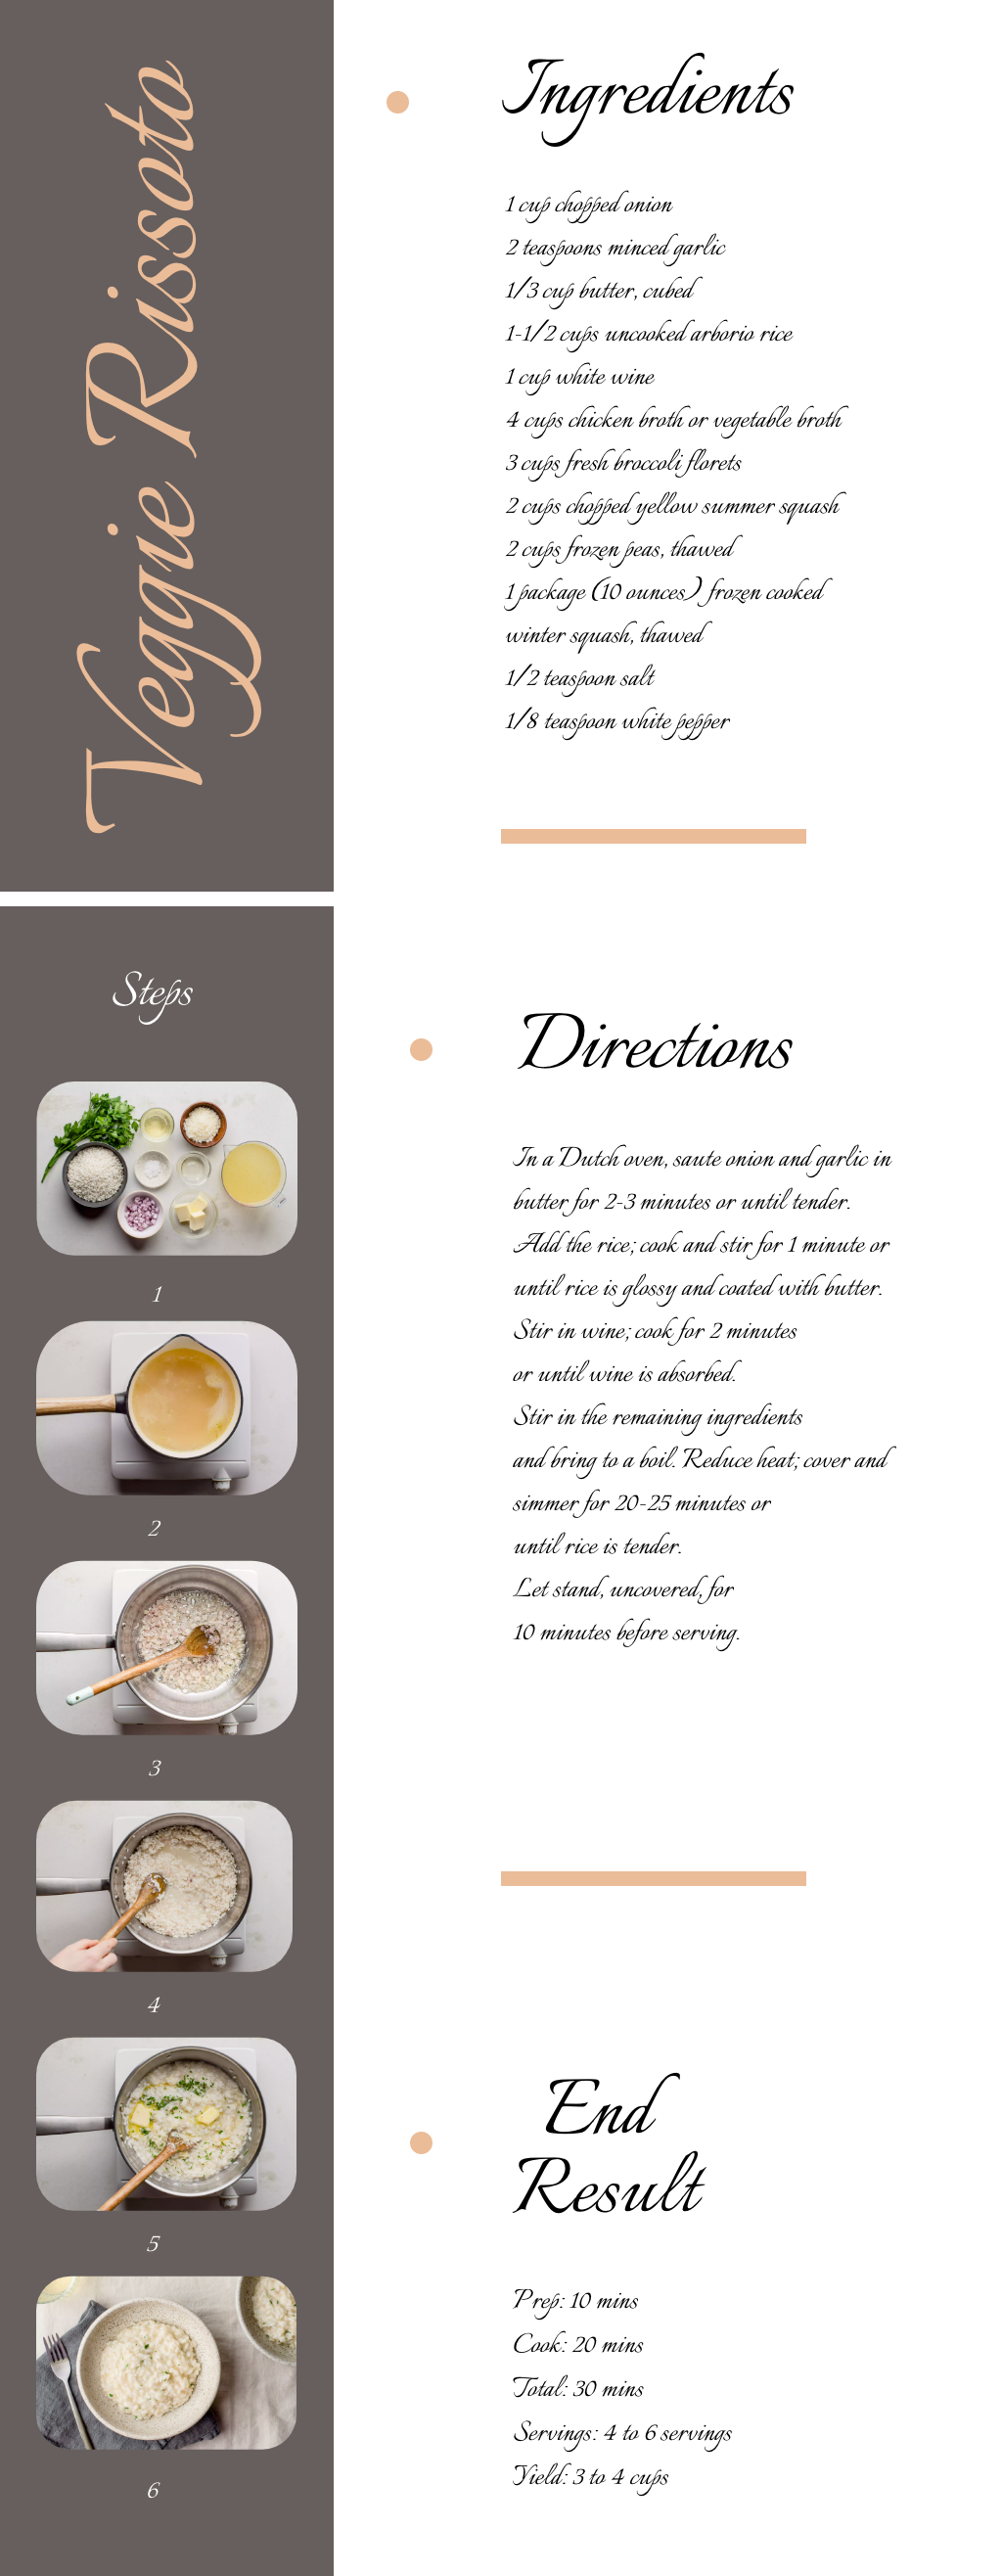 Veggie Rissoto
Ingredients
1 cup chopped onion
2 teaspoons minced garlic
1/3 cup butter, cubed
1-1/2 cups uncooked arborio rice
1 cup white wine
4 cups chicken broth or vegetable broth
3 cups fresh broccoli florets
2 cups chopped yellow summer squash
2 cups frozen peas, thawed
1 package (10 ounces) frozen cooked
winter squash, thawed
1/2 teaspoon salt
1/8 teaspoon white pepper
Steps
1
2
3
4
5
6
Directions
In a Dutch oven, saute onion and garlic in
butter for 2-3 minutes or until tender.
Add the rice; cook and stir for 1 minute or
until rice is glossy and coated with butter.
Stir in wine; cook for 2 minutes
or until wine is absorbed.
Stir in the remaining ingredients
and bring to a boil. Reduce heat; cover and
simmer for 20-25 minutes or
until rice is tender.
Let stand, uncovered, for
10 minutes before serving.
End
Result
Prep: 10 mins
Cook: 20 mins
Total: 30 mins
Servings: 4 to 6 servings
Yield: 3 to 4 cups